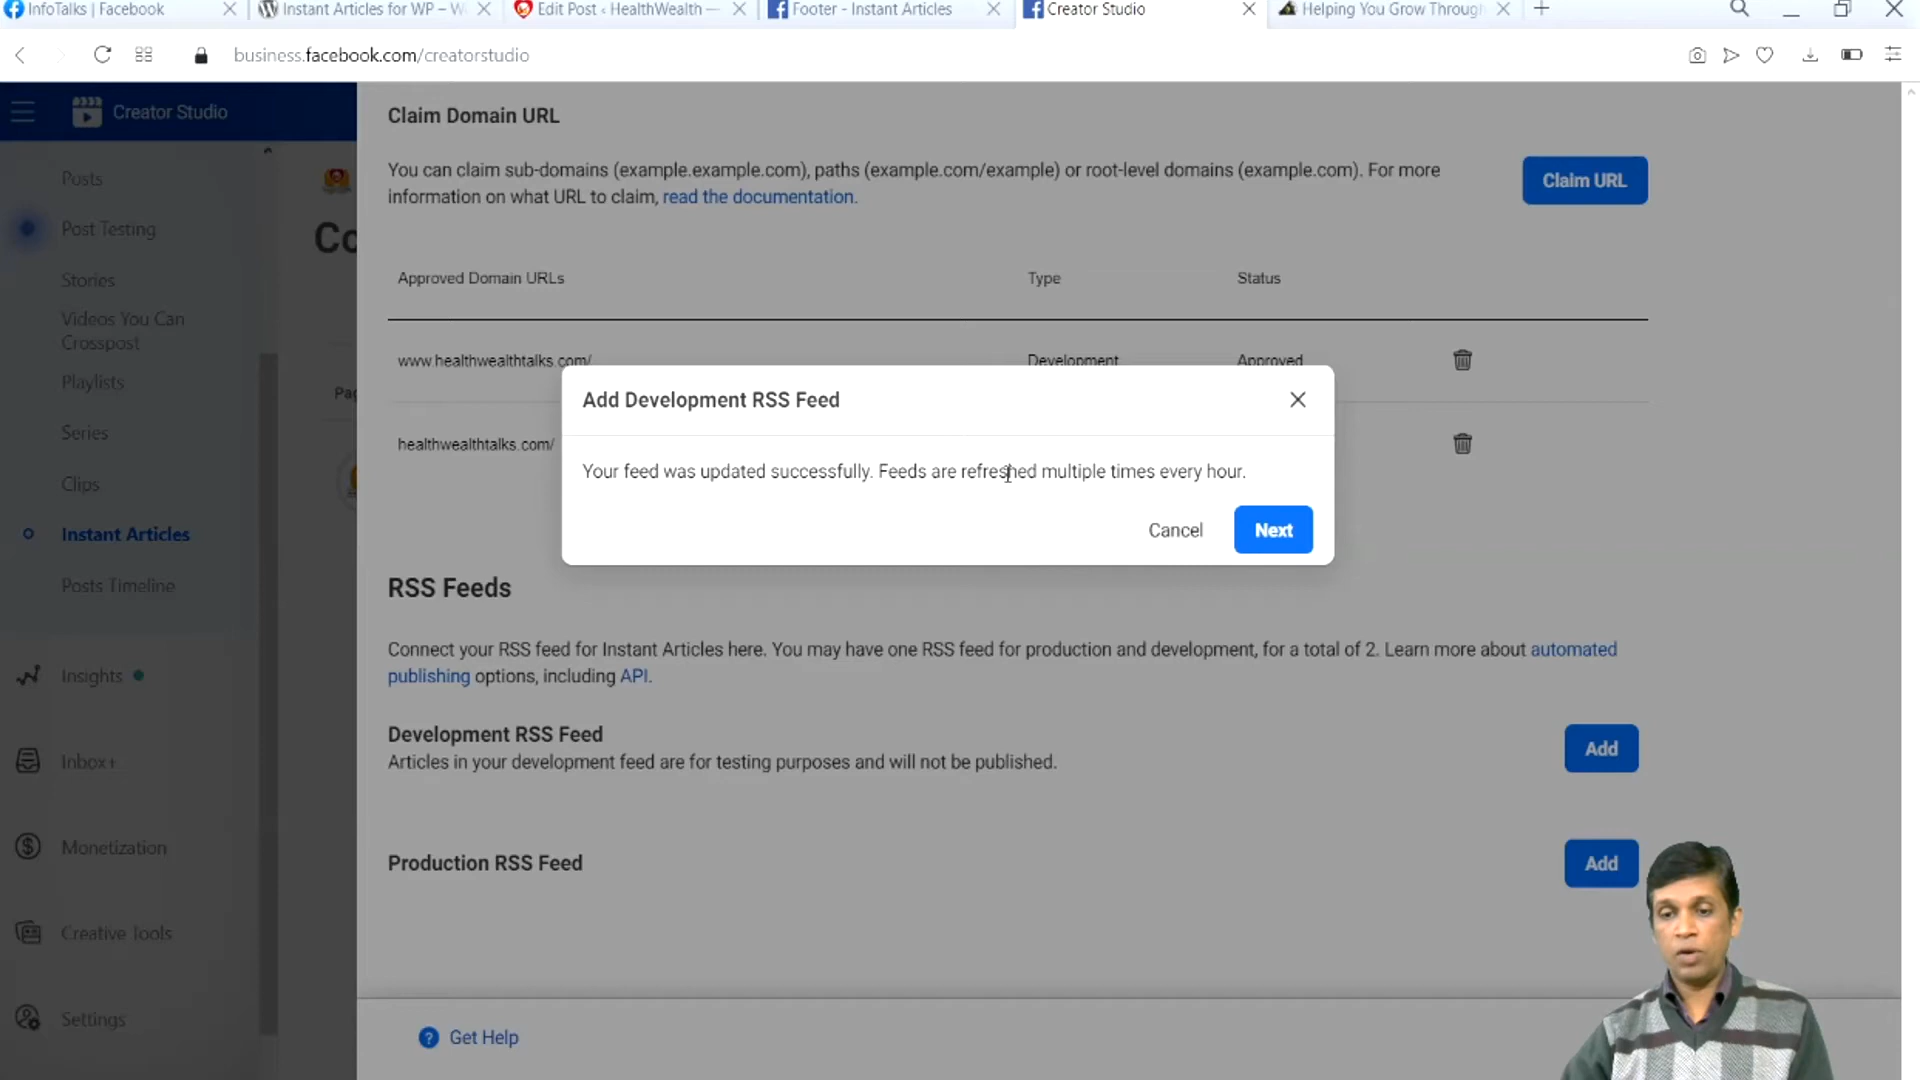 InfoTalks | Facebook
Instant Articles for WP – W
Edit Post ‹ HealthWealth —
Footer - Instant Articles
Creator Studio
Helping You Grow Through
business.facebook.com/creatorstudio
Creator Studio
Posts
Post Testing
Stories
Videos You Can
Crosspost
Playlists
Series
Clips
Instant Articles
Posts Timeline
Insights
Inbox+
Monetization
Creative Tools
Settings
Co
Pag
Claim Domain URL
You can claim sub-domains (example.example.com), paths (example.com/example) or root-level domains (example.com). For more
information on what URL to claim, read the documentation.
Claim URL
Approved Domain URLs Type Status
www.healthwealthtalks.com/ Development Approved
healthwealthtalks.com/
Add Development RSS Feed
Your feed was updated successfully. Feeds are refreshed multiple times every hour.
Cancel Next
RSS Feeds
Connect your RSS feed for Instant Articles here. You may have one RSS feed for production and development, for a total of 2. Learn more about automated
publishing options, including API.
Development RSS Feed
Articles in your development feed are for testing purposes and will not be published.
Add
Production RSS Feed
Add
Get Help